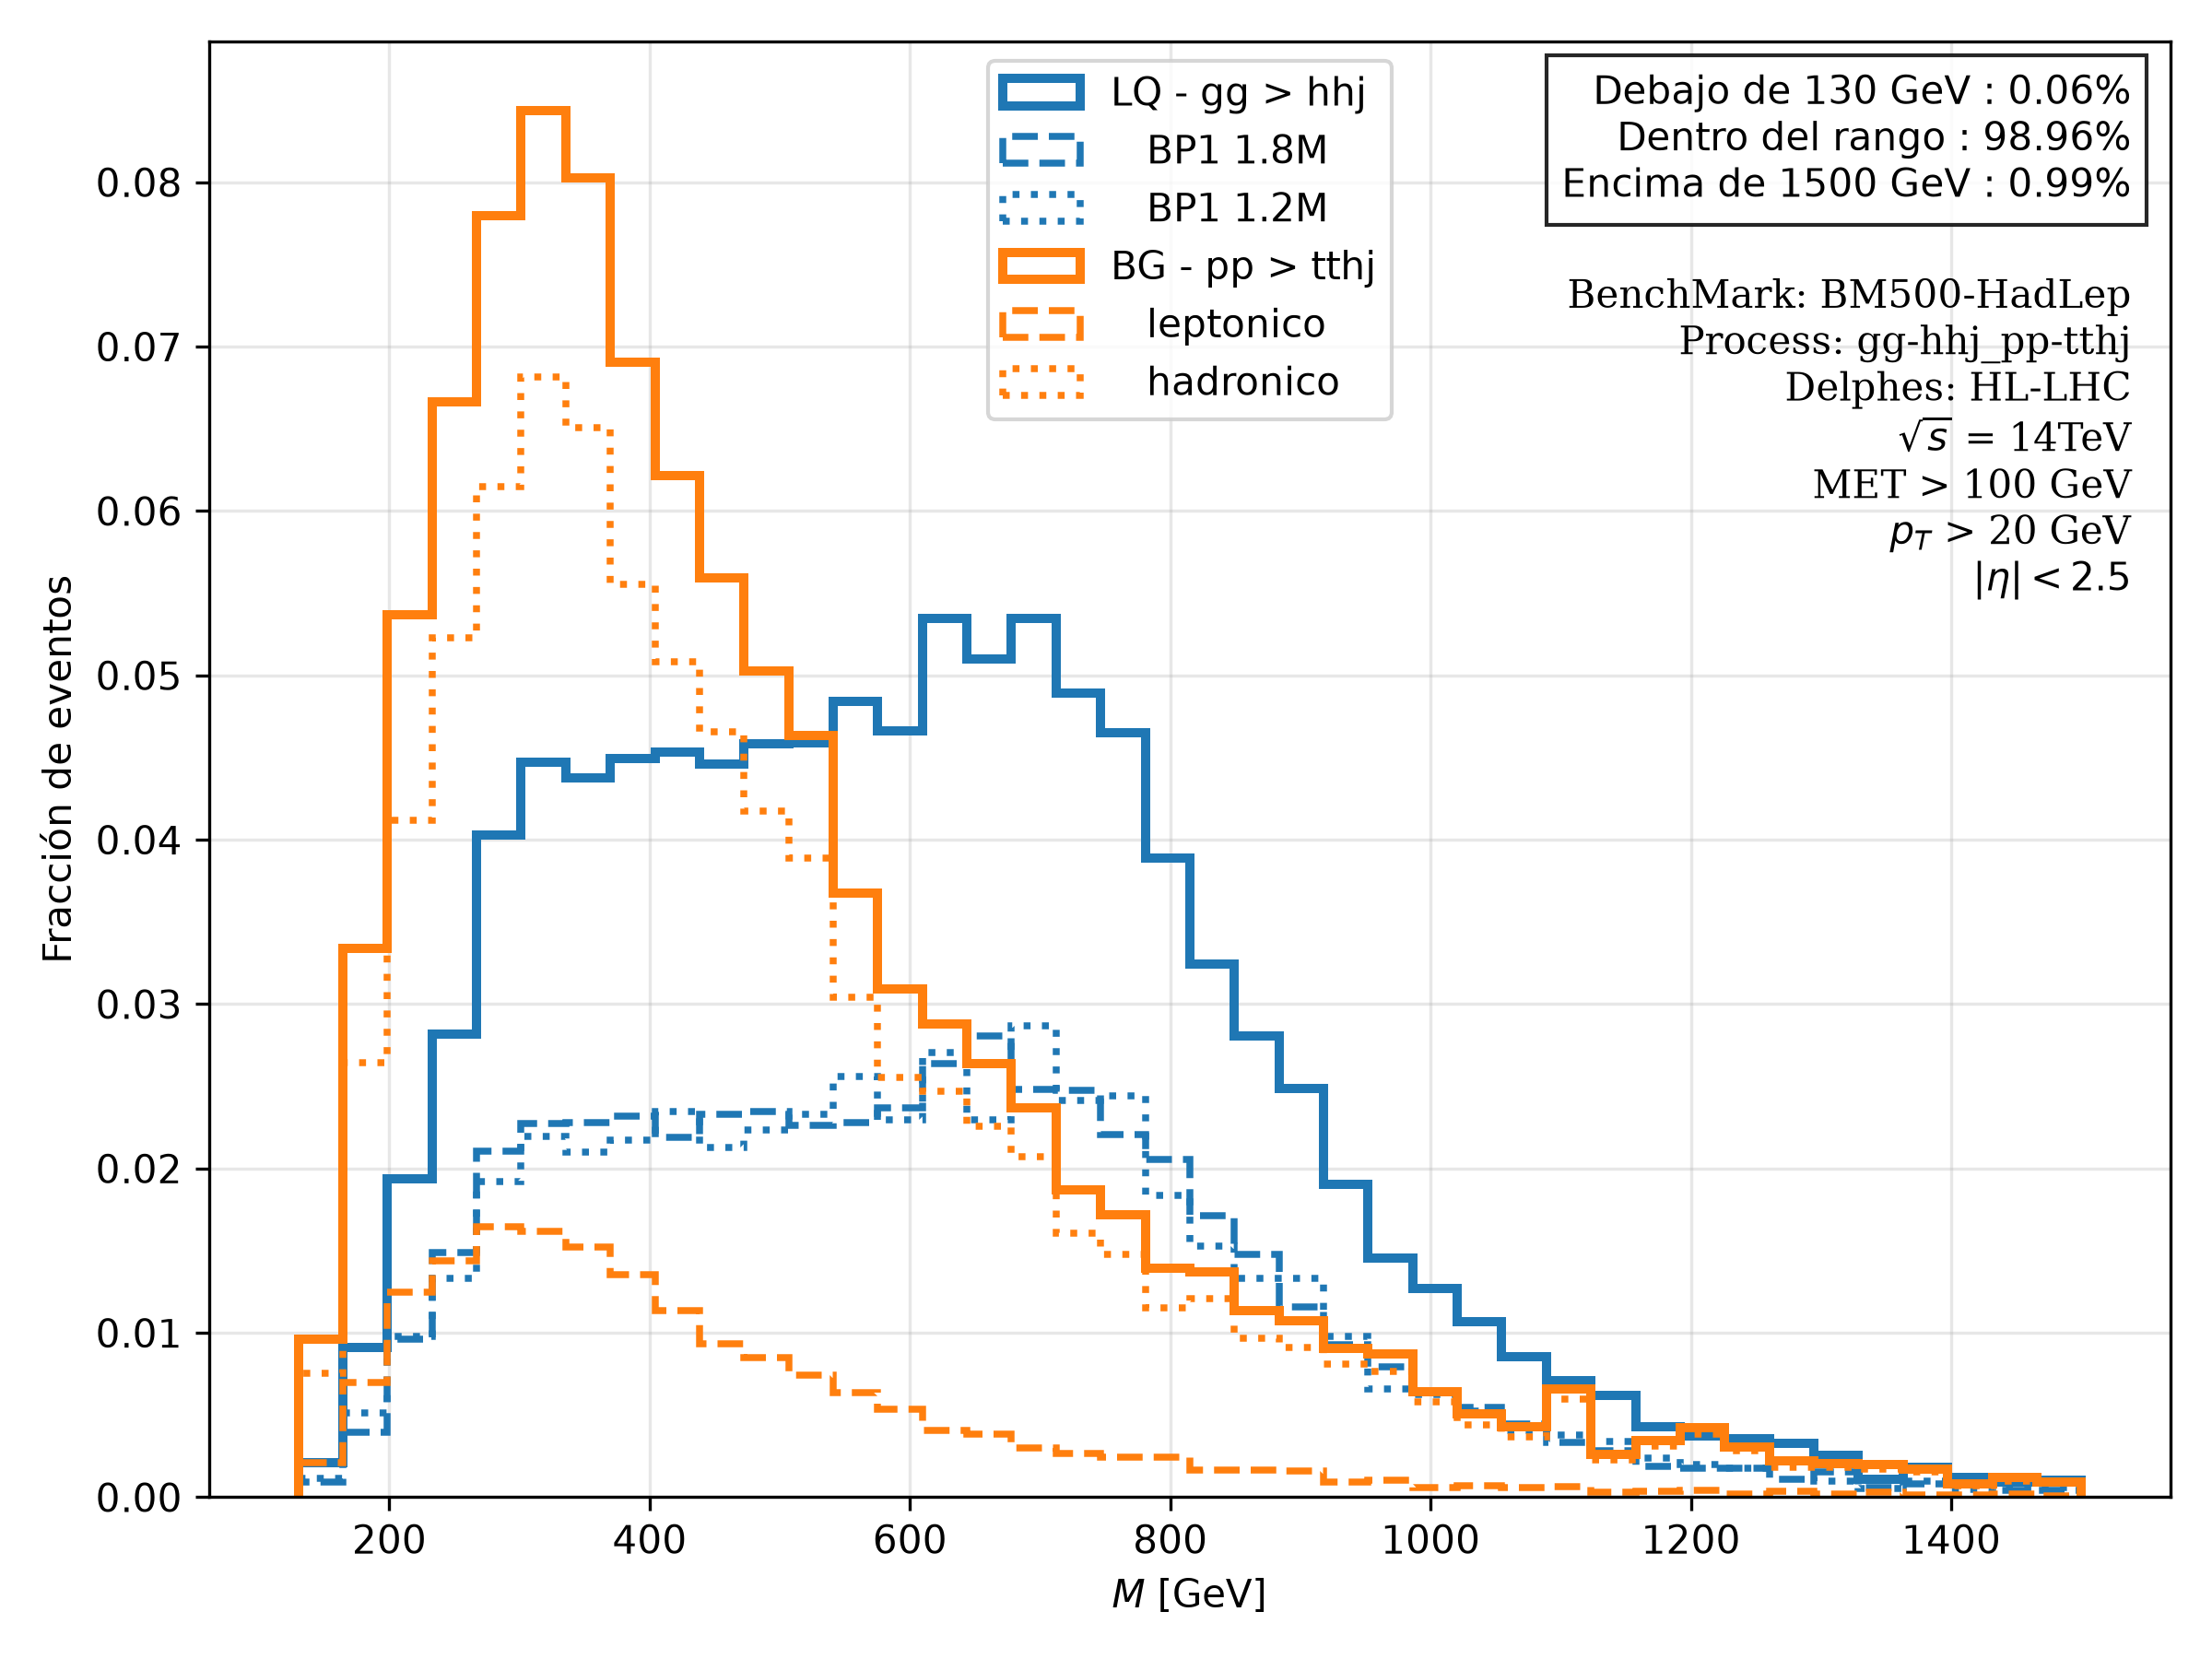 LQ - gg > hhj
BP1 1.8M
BP1 1.2M
BG - pp > tthj
leptonico
hadronico
Debajo de 130 GeV : 0.06%
Dentro del rango : 98.96%
Encima de 1500 GeV : 0.99%
BenchMark: BM500-HadLep
Process: gg-hhj_pp-tthj
Delphes: HL-LHC
√s = 14TeV
MET > 100 GeV
p_T > 20 GeV
|η| < 2.5
Fracción de eventos
0.08
0.07
0.06
0.05
0.04
0.03
0.02
0.01
0.00
200 400 600 800 1000 1200 1400
M [GeV]